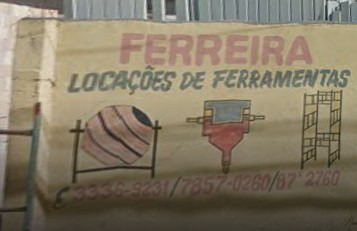 FERREIRA
LOCAÇÕES DE FERRAMENTAS
3336-9231/7857-0280/87*2760